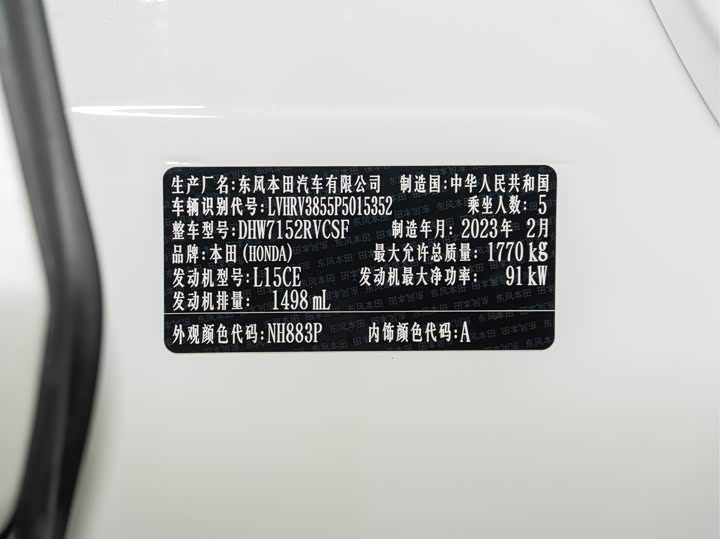 生产厂名:东风本田汽车有限公司 制造国:中华人民共和国
车辆识别代号:LVHRV3855P5015352 乘坐人数:5
整车型号:DHW7152RVCSF 制造年月:2023年 2月
品牌:本田(HONDA) 最大允许总质量:1770 kg
发动机型号:L15CE 发动机最大净功率: 91 kW
发动机排量: 1498 mL
外观颜色代码:NH883P 内饰颜色代码:A